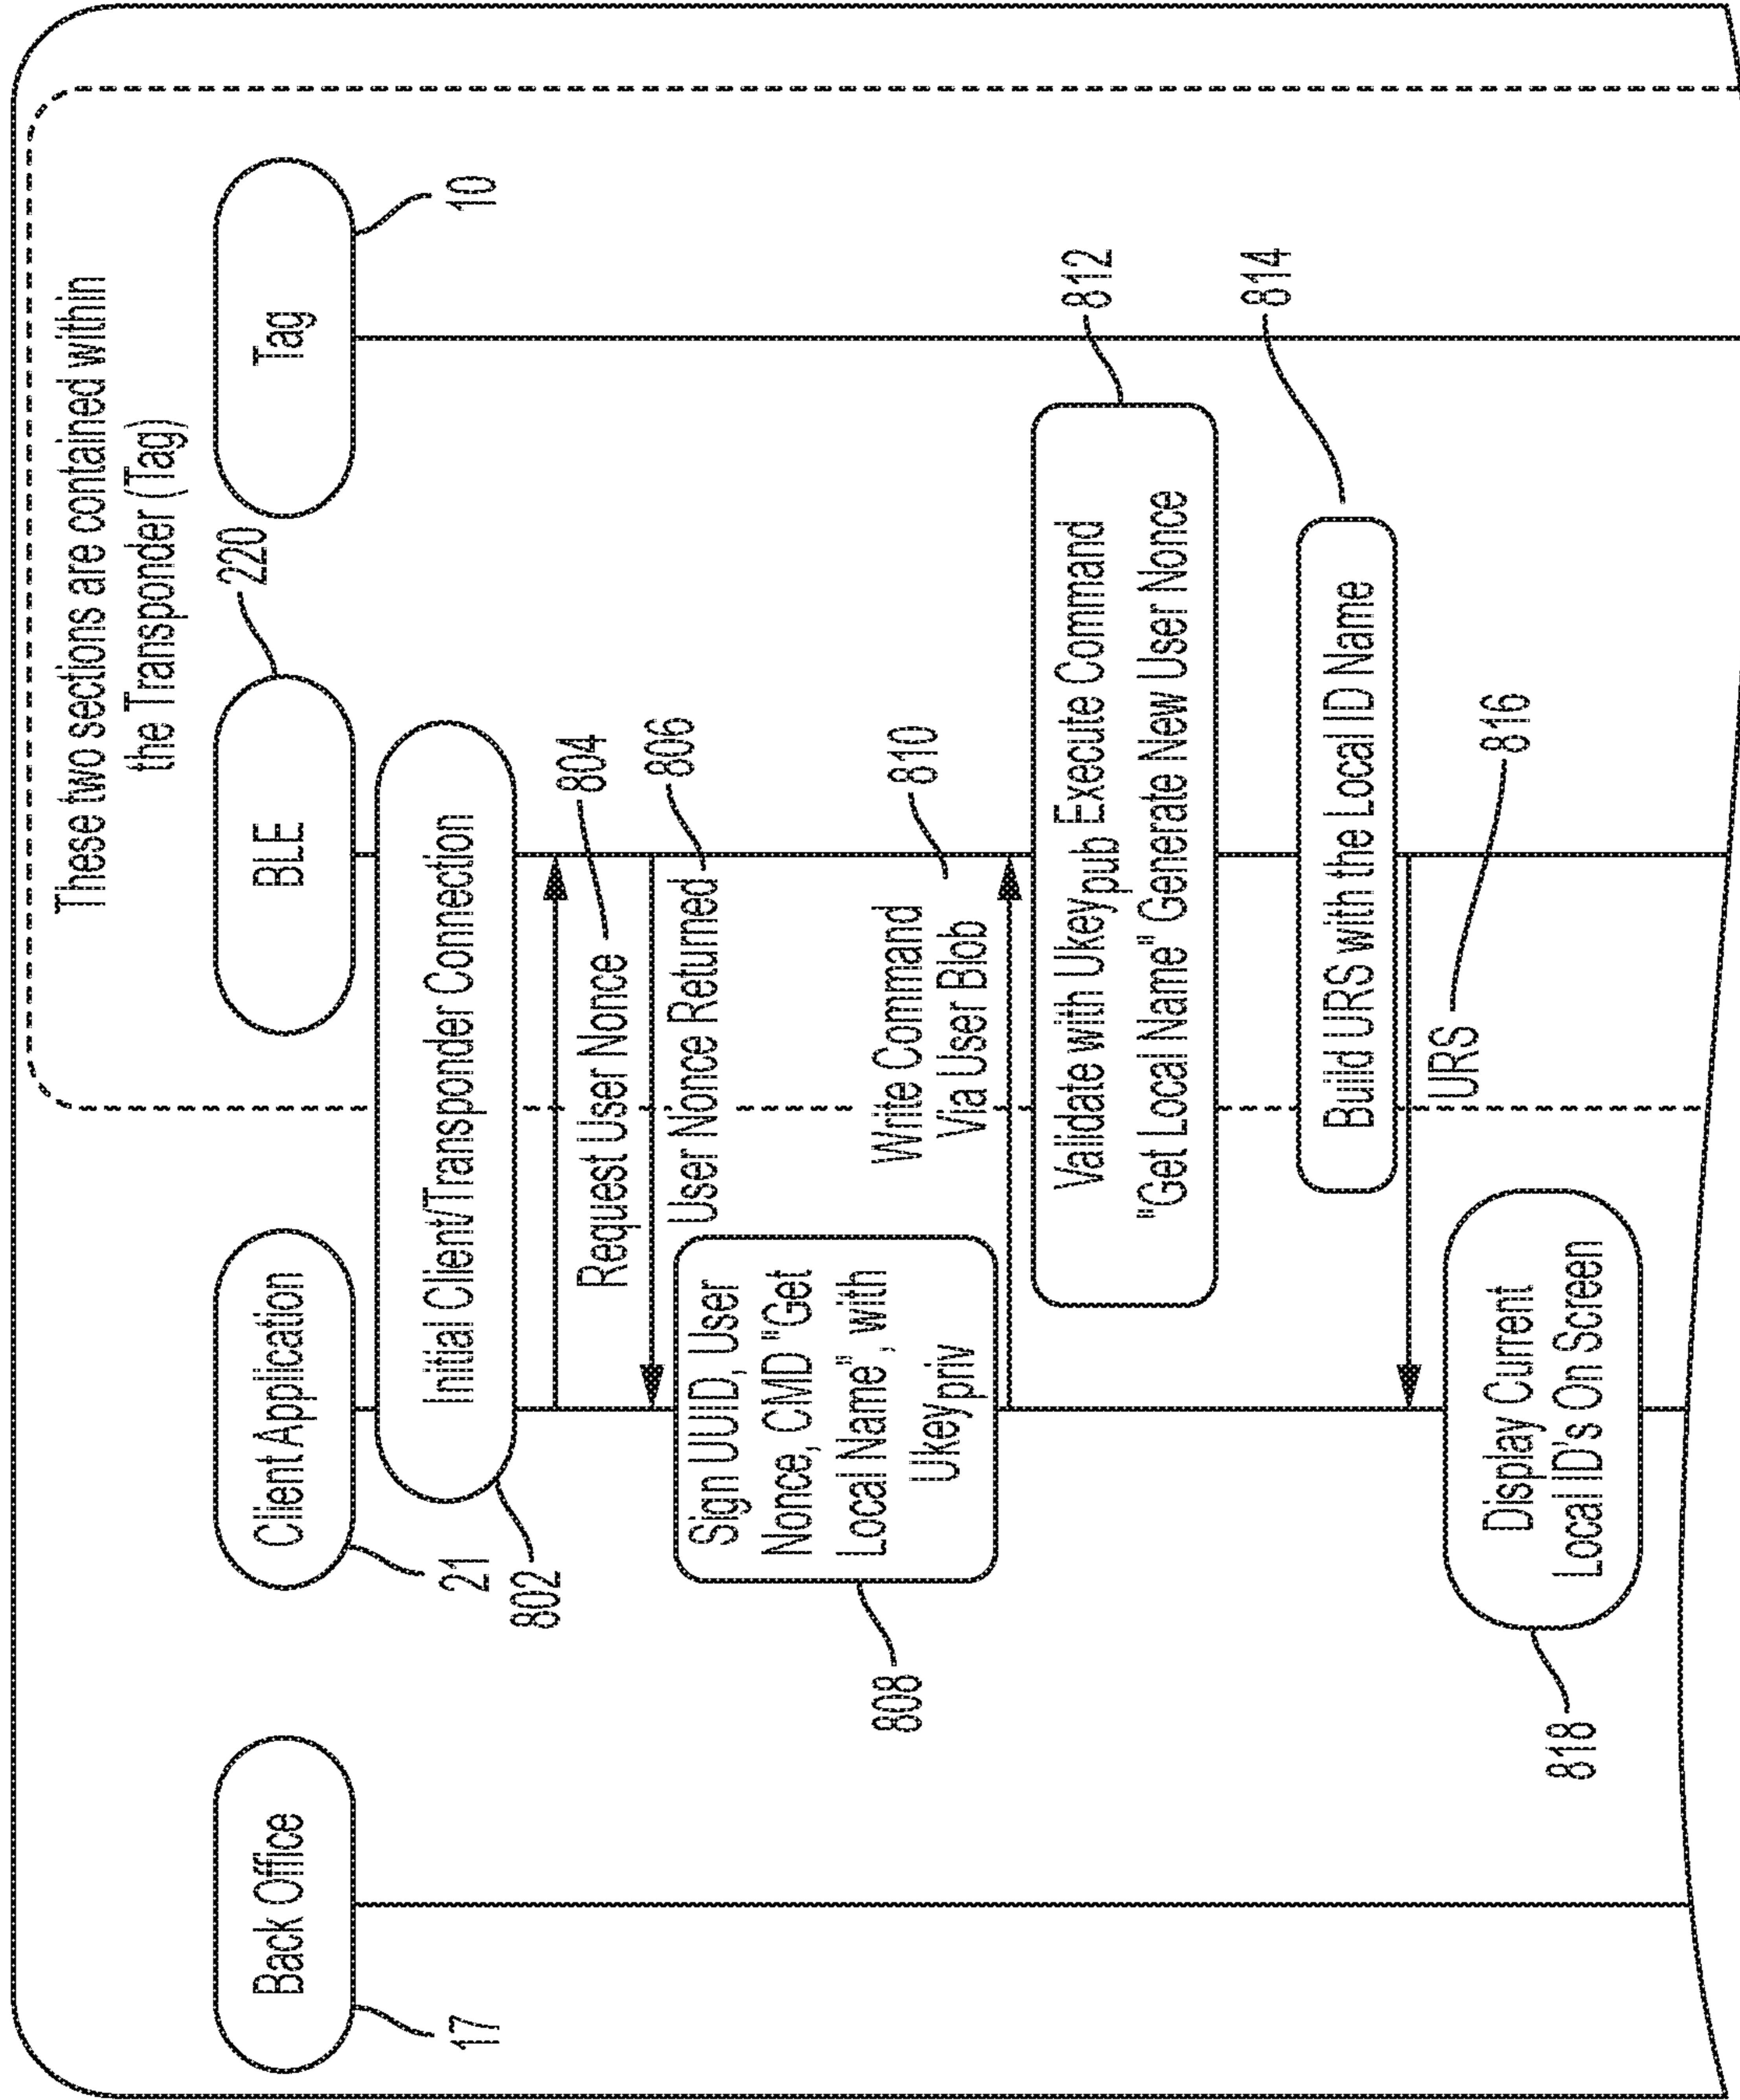 These two sections are contained within
the Transponder (Tag)
Back Office
17
Client Application
21
BLE
220
Tag
10
Initial Client/Transponder Connection
802
804
Request User Nonce
806
User Nonce Returned
Sign UUID, User
Nonce, CMD "Get
Local Name", with
Ukeypriv
808
Write Command
Via User Blob
810
Validate with Ukeypub Execute Command
"Get Local Name" Generate New User Nonce
812
Build URS with the Local ID Name
814
URS
816
Display Current
Local ID's On Screen
818